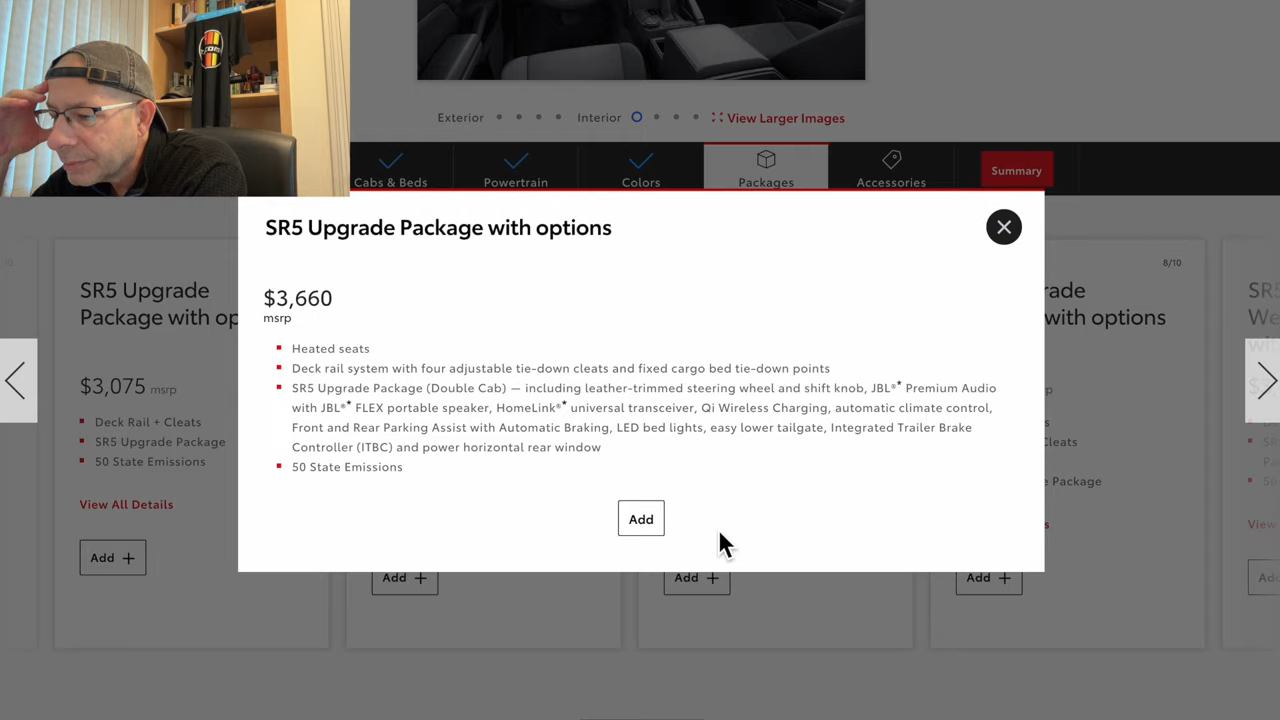 Exterior
Interior
View Larger Images
Cabs & Beds
Powertrain
Colors
Packages
Accessories
Summary
SR5 Upgrade Package with options
$3,660
msrp
Heated seats
Deck rail system with four adjustable tie-down cleats and fixed cargo bed tie-down points
SR5 Upgrade Package (Double Cab) — including leather-trimmed steering wheel and shift knob, JBL®* Premium Audio
with JBL®* FLEX portable speaker, HomeLink®* universal transceiver, Qi Wireless Charging, automatic climate control,
Front and Rear Parking Assist with Automatic Braking, LED bed lights, easy lower tailgate, Integrated Trailer Brake
Controller (ITBC) and power horizontal rear window
50 State Emissions
Add
SR5 Upgrade
Package with op
$3,075 msrp
Deck Rail + Cleats
SR5 Upgrade Package
50 State Emissions
View All Details
Add +
Add +
Add +
8/10
rade
with options
Cleats
e Package
s
Add +
SR5
We
View
Add